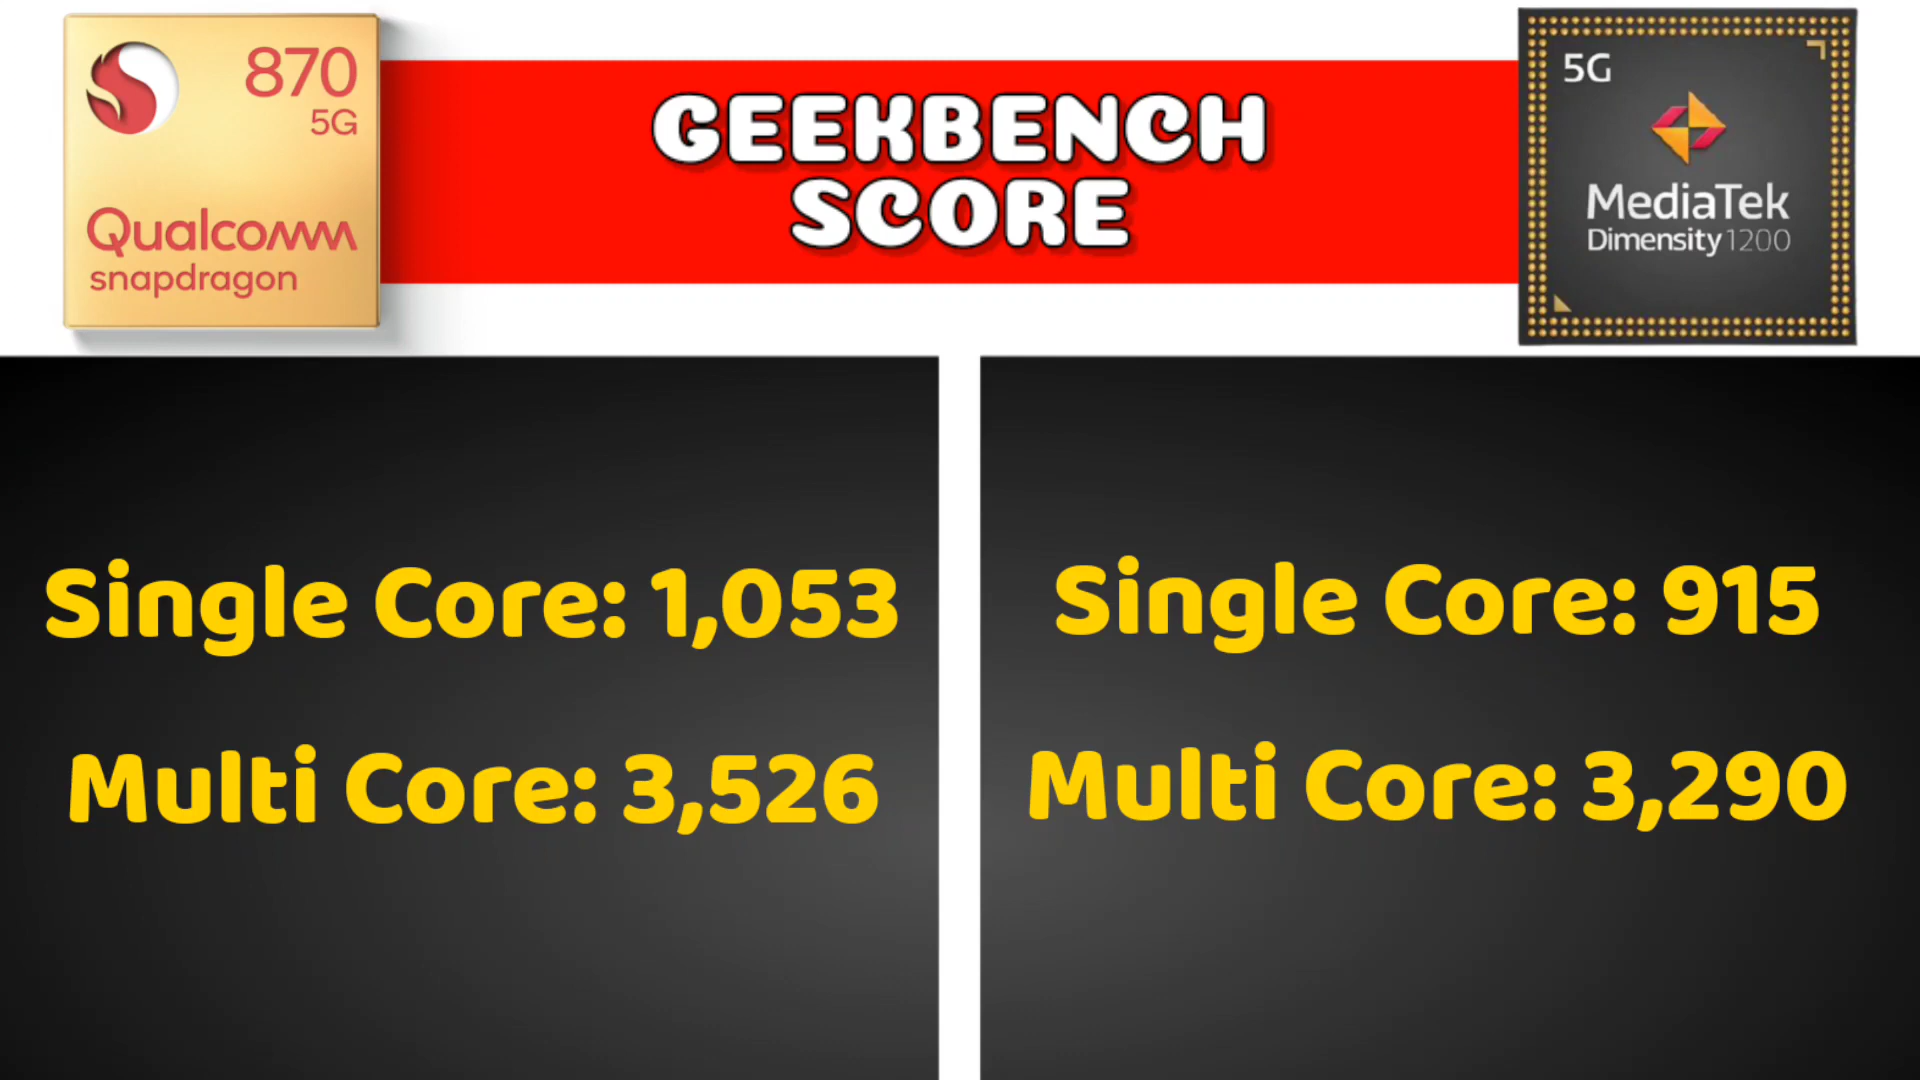 870
5G
Qualcomm
snapdragon
GEEKBENCH
SCORE
5G
MediaTek
Dimensity 1200
Single Core: 1,053
Multi Core: 3,526
Single Core: 915
Multi Core: 3,290